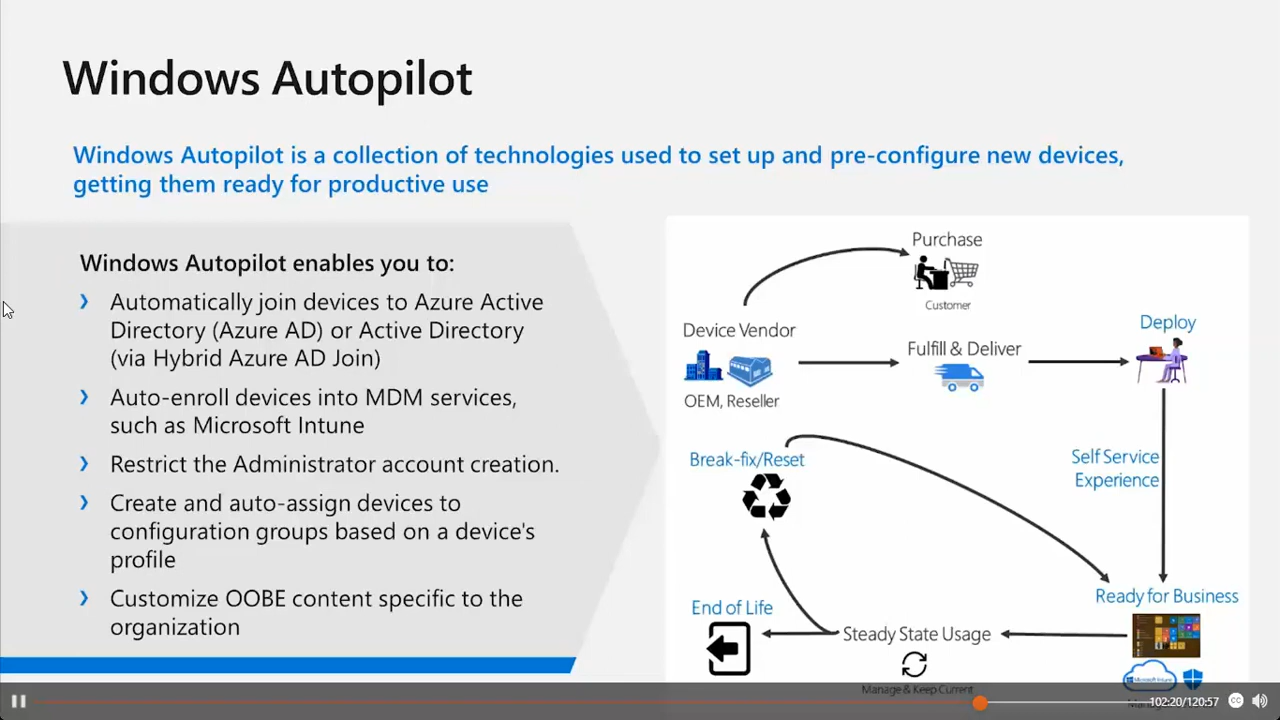 Windows Autopilot
Windows Autopilot is a collection of technologies used to set up and pre-configure new devices,
getting them ready for productive use
Windows Autopilot enables you to:
Automatically join devices to Azure Active
Directory (Azure AD) or Active Directory
(via Hybrid Azure AD Join)
Auto-enroll devices into MDM services,
such as Microsoft Intune
Restrict the Administrator account creation.
Create and auto-assign devices to
configuration groups based on a device's
profile
Customize OOBE content specific to the
organization
Purchase
Customer
Device Vendor
OEM, Reseller
Fulfill & Deliver
Deploy
Self Service
Experience
Break-fix/Reset
Ready for Business
Microsoft Intune
End of Life
Steady State Usage
Manage & Keep Current
102:20/120:57
CC